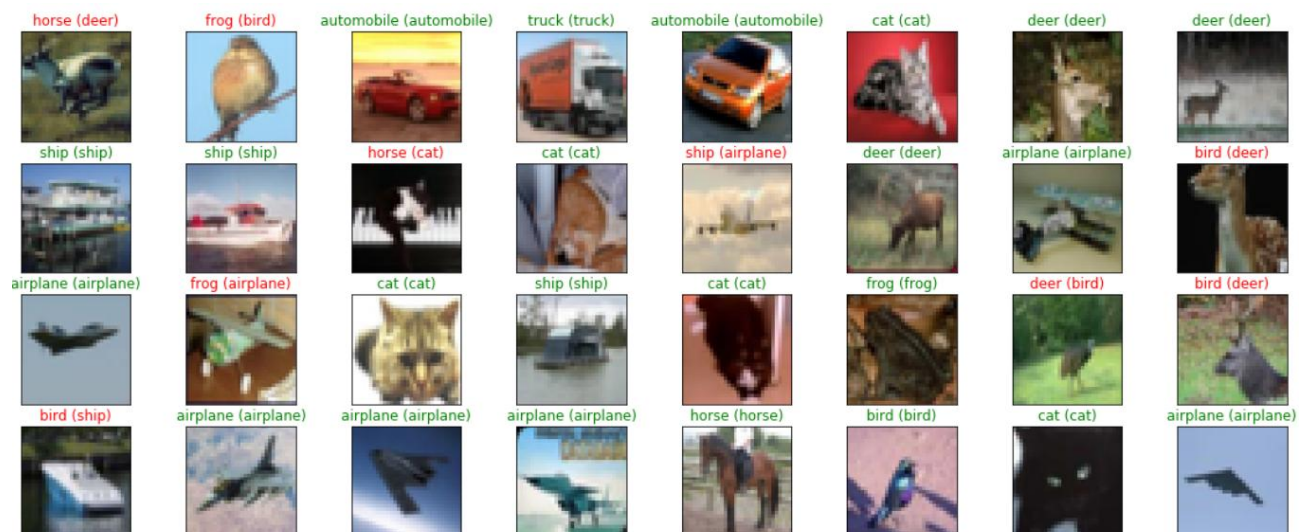 horse (deer) frog (bird) automobile (automobile) truck (truck) automobile (automobile) cat (cat) deer (deer) deer (deer)
ship (ship) ship (ship) horse (cat) cat (cat) ship (airplane) deer (deer) airplane (airplane) bird (deer)
airplane (airplane) frog (airplane) cat (cat) ship (ship) cat (cat) frog (frog) deer (bird) bird (deer)
bird (ship) airplane (airplane) airplane (airplane) airplane (airplane) horse (horse) bird (bird) cat (cat) airplane (airplane)